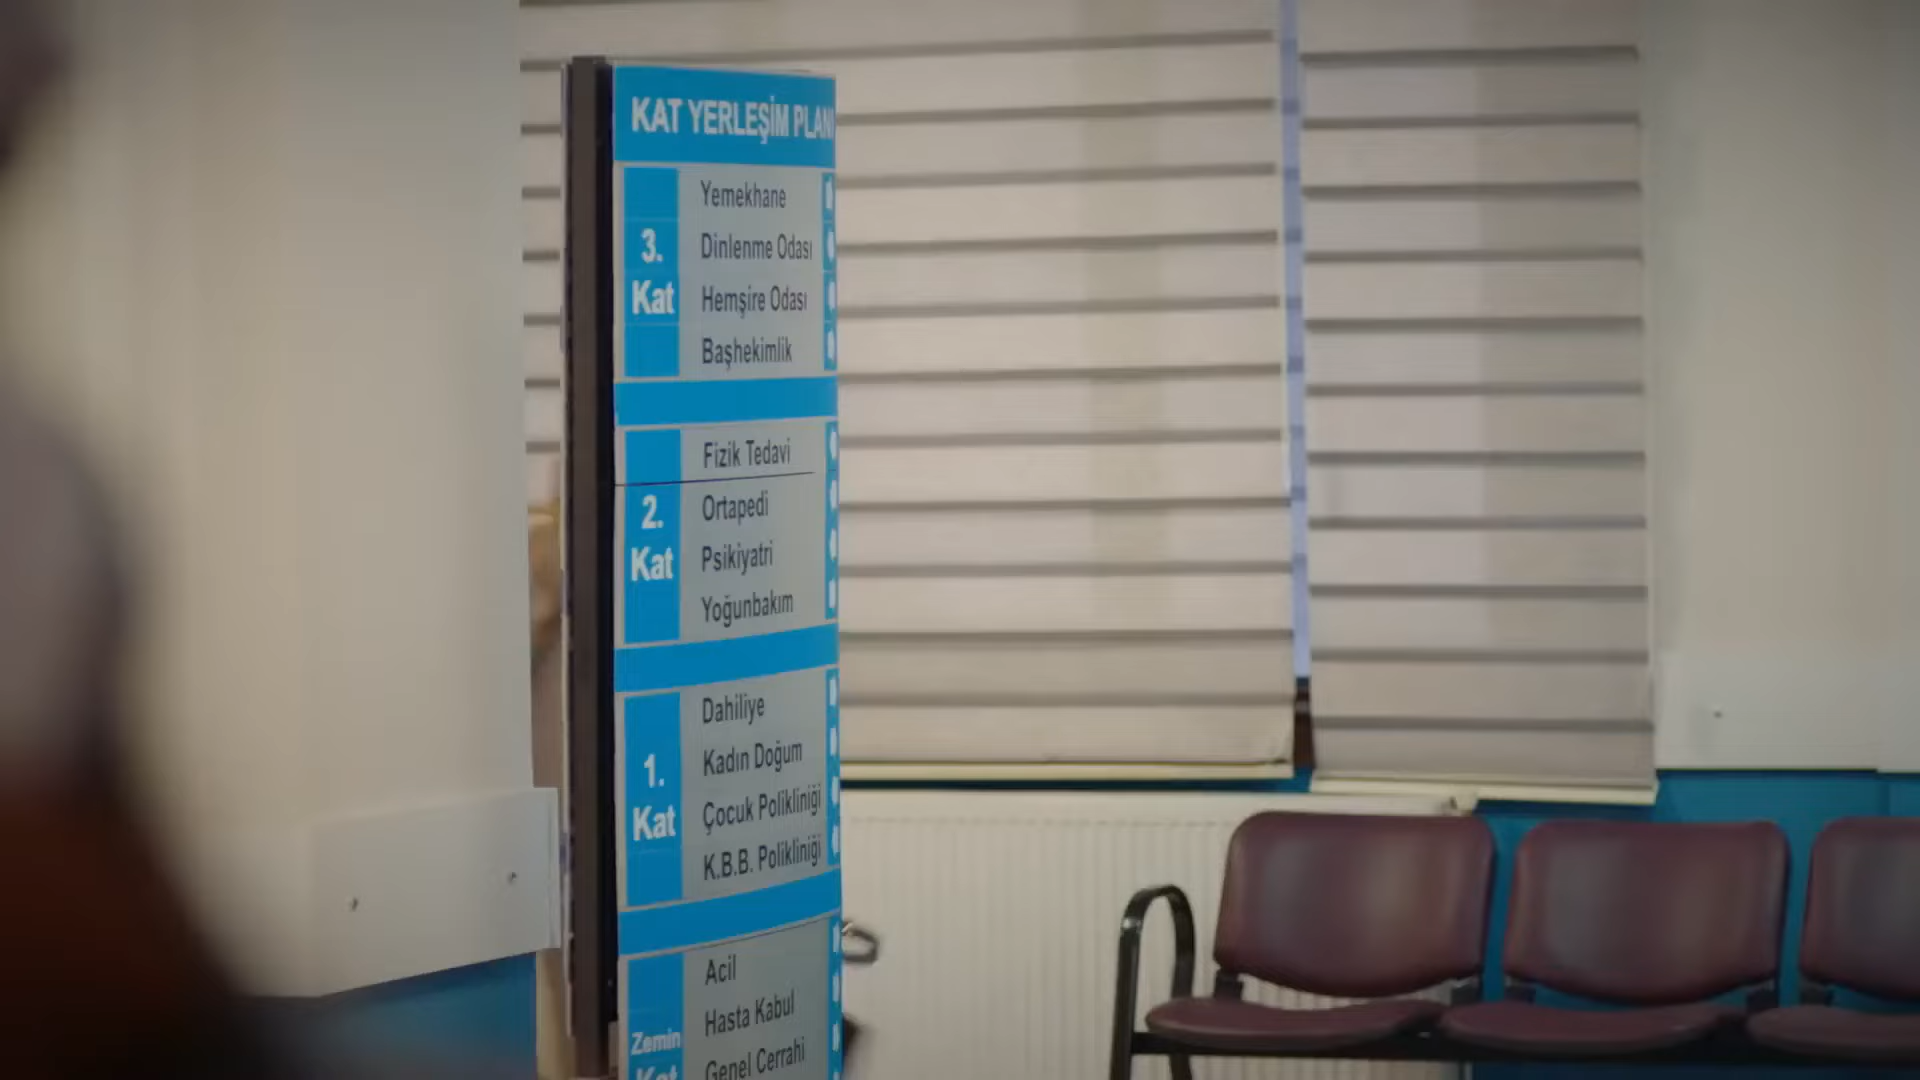 KAT YERLEŞİM PLANI
3.
Kat
Yemekhane
Dinlenme Odası
Hemşire Odası
Başhekimlik
2.
Kat
Fizik Tedavi
Ortapedi
Psikiyatri
Yoğunbakım
1.
Kat
Dahiliye
Kadın Doğum
Çocuk Polikliniği
K.B.B. Polikliniği
Zemin
Kat
Acil
Hasta Kabul
Genel Cerrahi